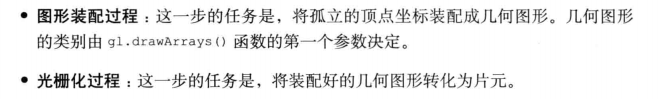 • 图形装配过程：这一步的任务是，将孤立的顶点坐标装配成几何图形。几何图形
的类别由 gl.drawArrays() 函数的第一个参数决定。
• 光栅化过程：这一步的任务是，将装配好的几何图形转化为片元。